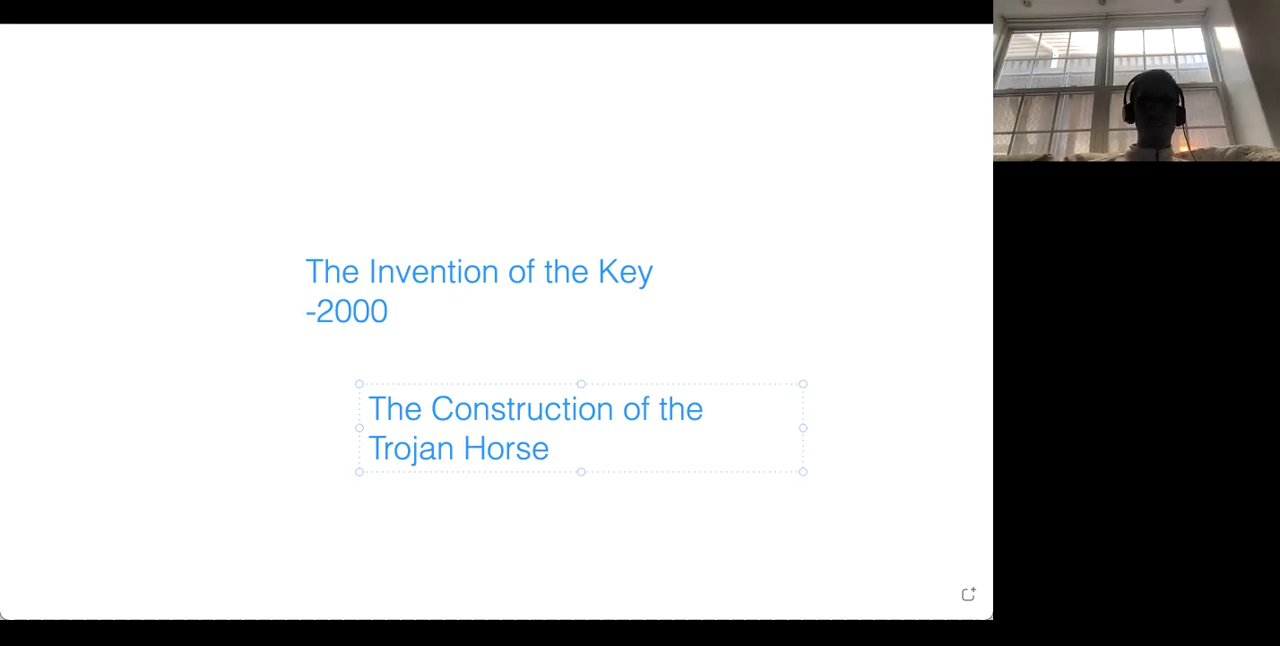 The Invention of the Key
-2000
The Construction of the
Trojan Horse